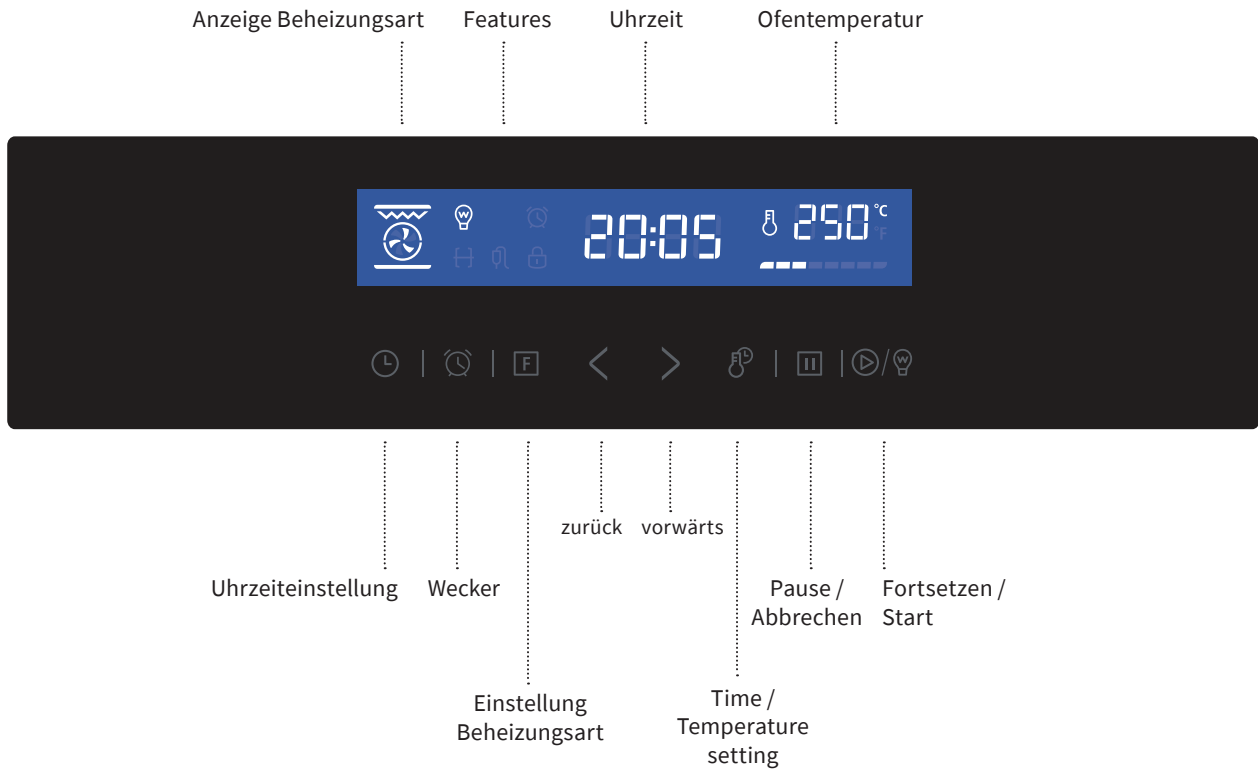 Anzeige Beheizungsart Features Uhrzeit Ofentemperatur
20:05 250 °C
°F
F
zurück vorwärts
Uhrzeiteinstellung Wecker Pause / Fortsetzen /
Abbrechen Start
Einstellung Time /
Beheizungsart Temperature
setting